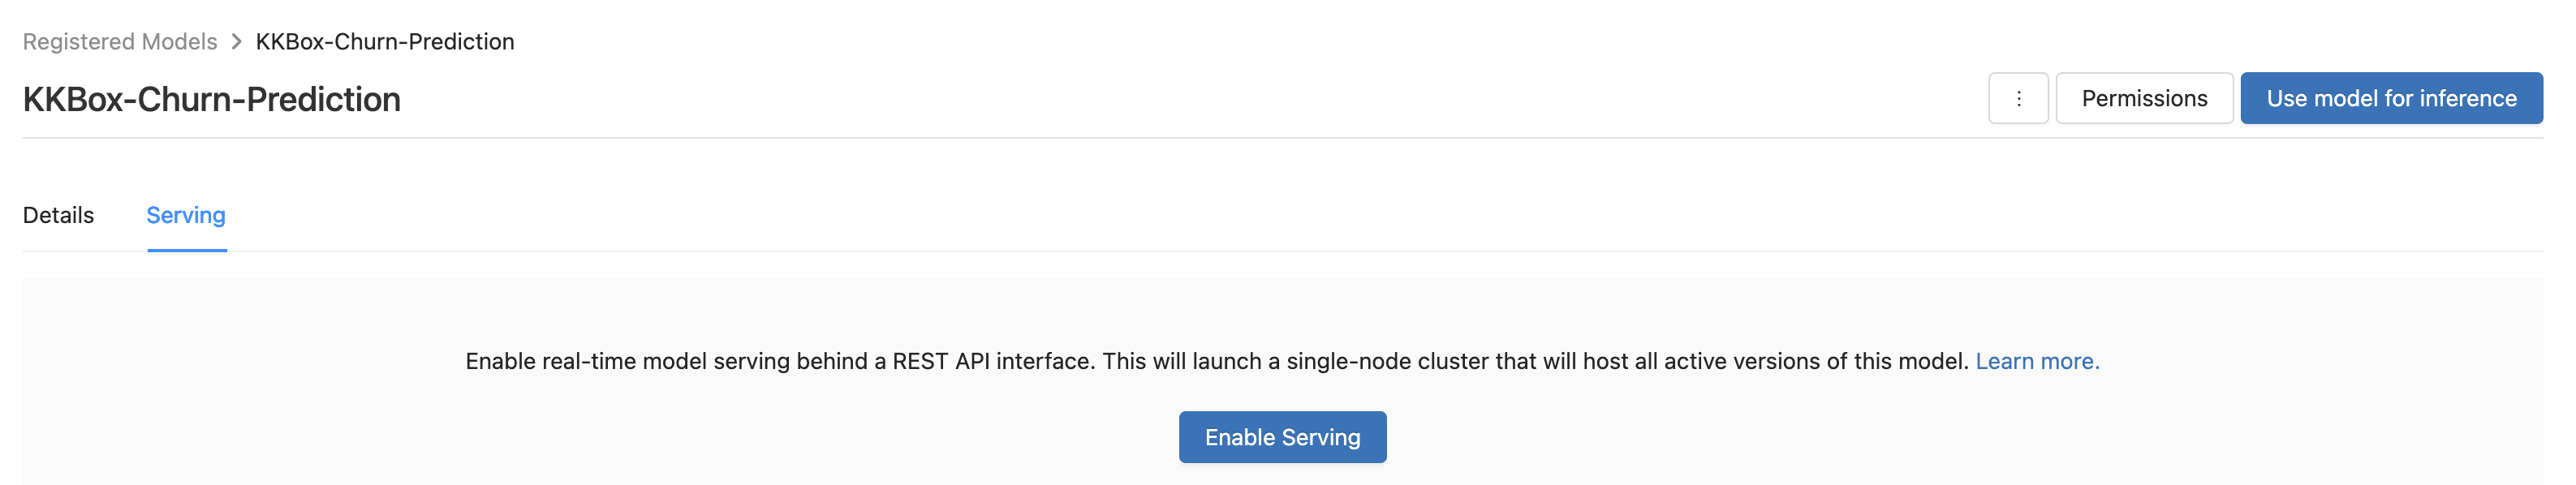 Registered Models > KKBox-Churn-Prediction
KKBox-Churn-Prediction
Permissions
Use model for inference
Details
Serving
Enable real-time model serving behind a REST API interface. This will launch a single-node cluster that will host all active versions of this model. Learn more.
Enable Serving